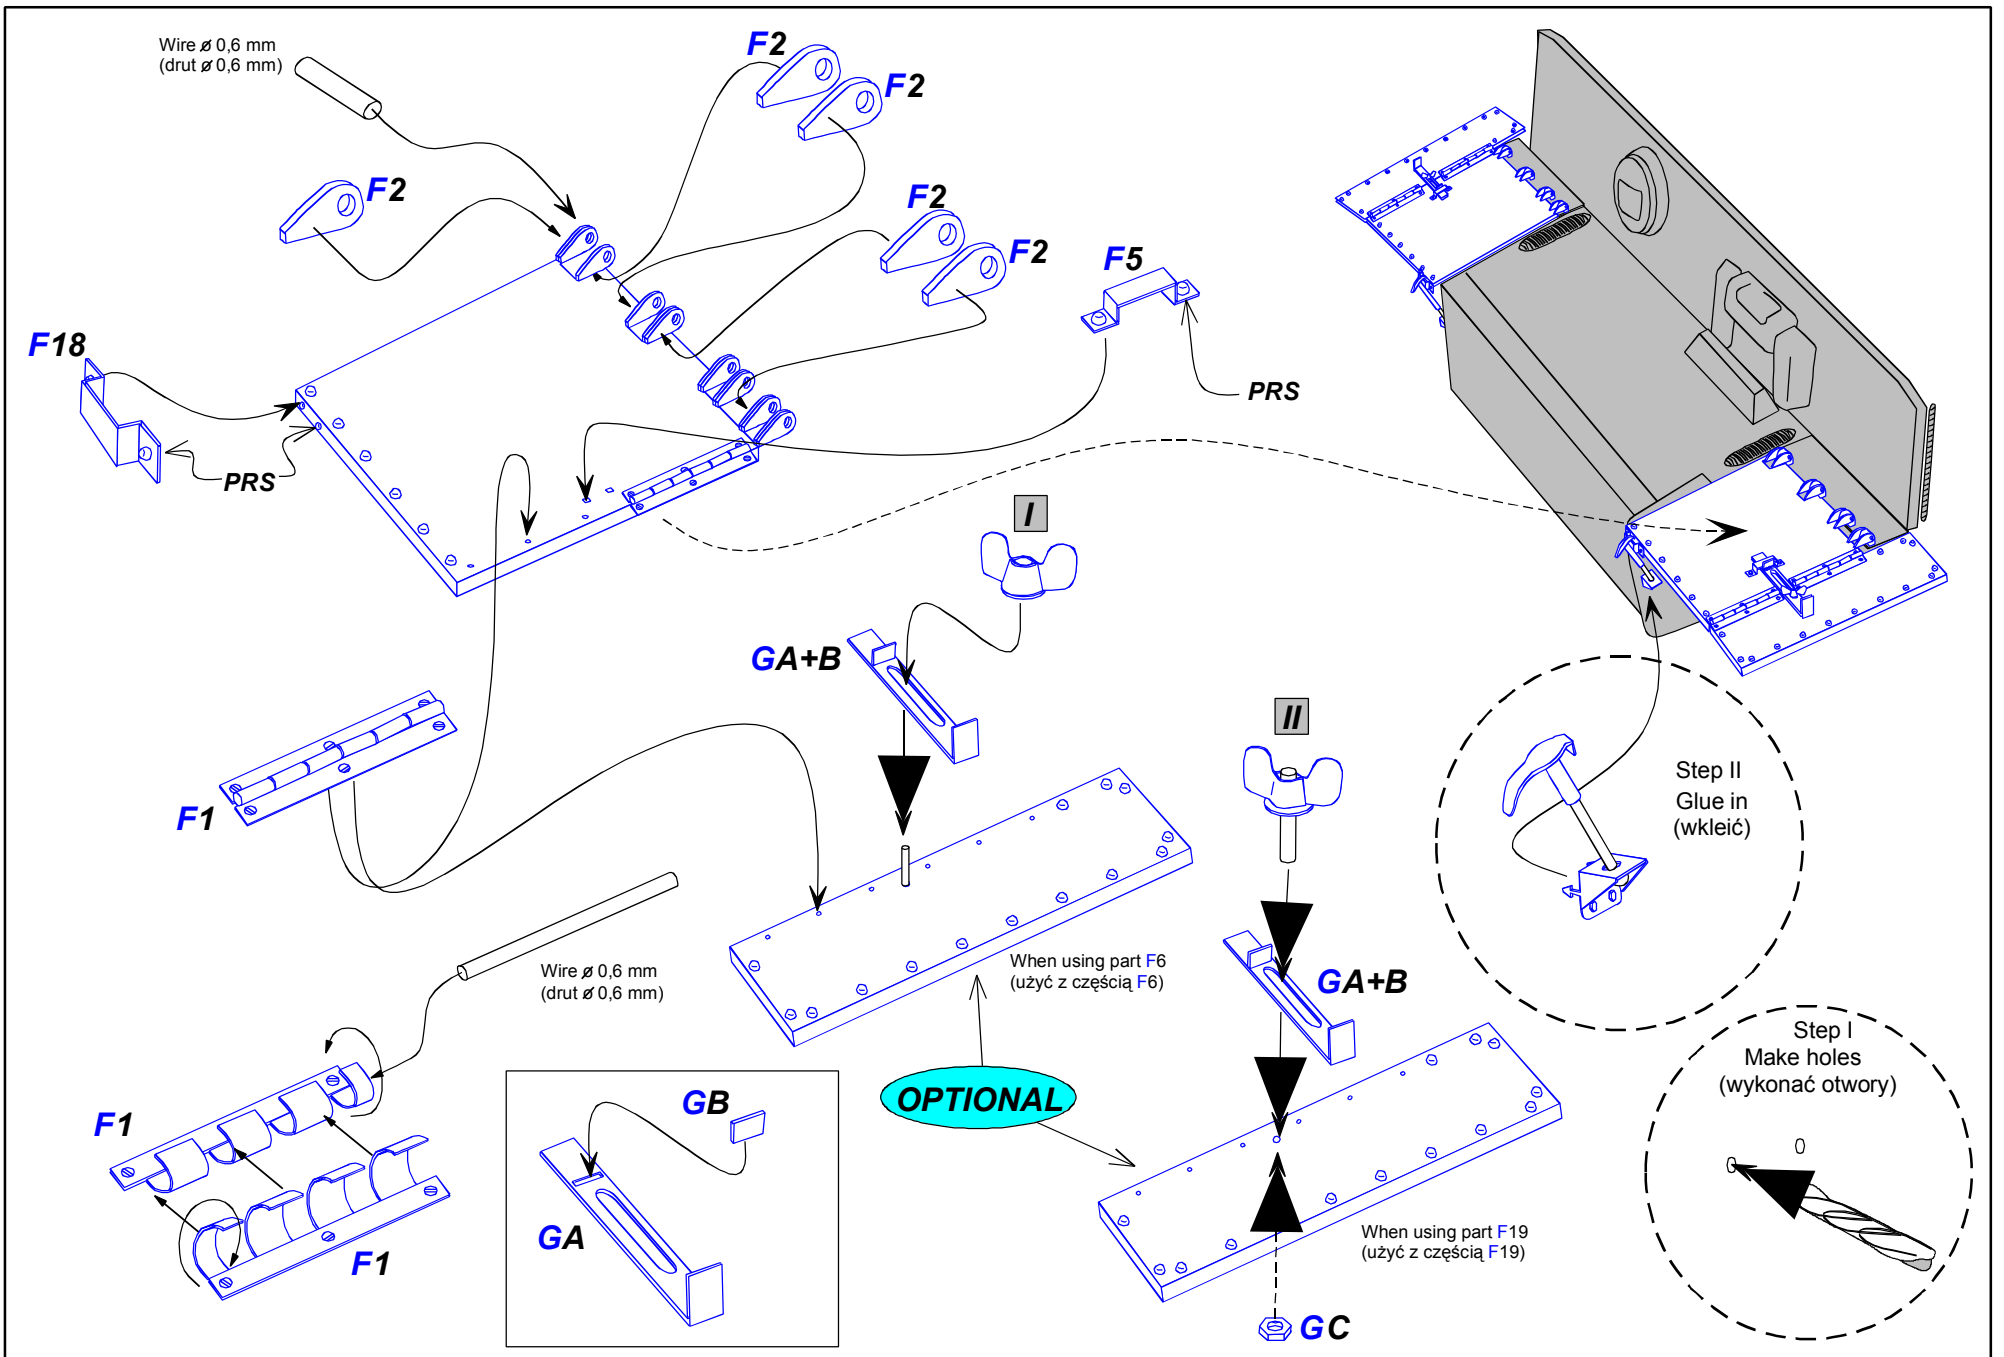 Wire ø 0,6 mm
(drut ø 0,6 mm)
F2
F2
F2
F2
F2
F5
F18
PRS
PRS
I
GA+B
II
F1
Step II
Glue in
(wkleić)
Wire ø 0,6 mm
(drut ø 0,6 mm)
When using part F6
(użyć z częścią F6)
GA+B
Step I
Make holes
(wykonać otwory)
OPTIONAL
GB
F1
GA
F1
When using part F19
(użyć z częścią F19)
GC